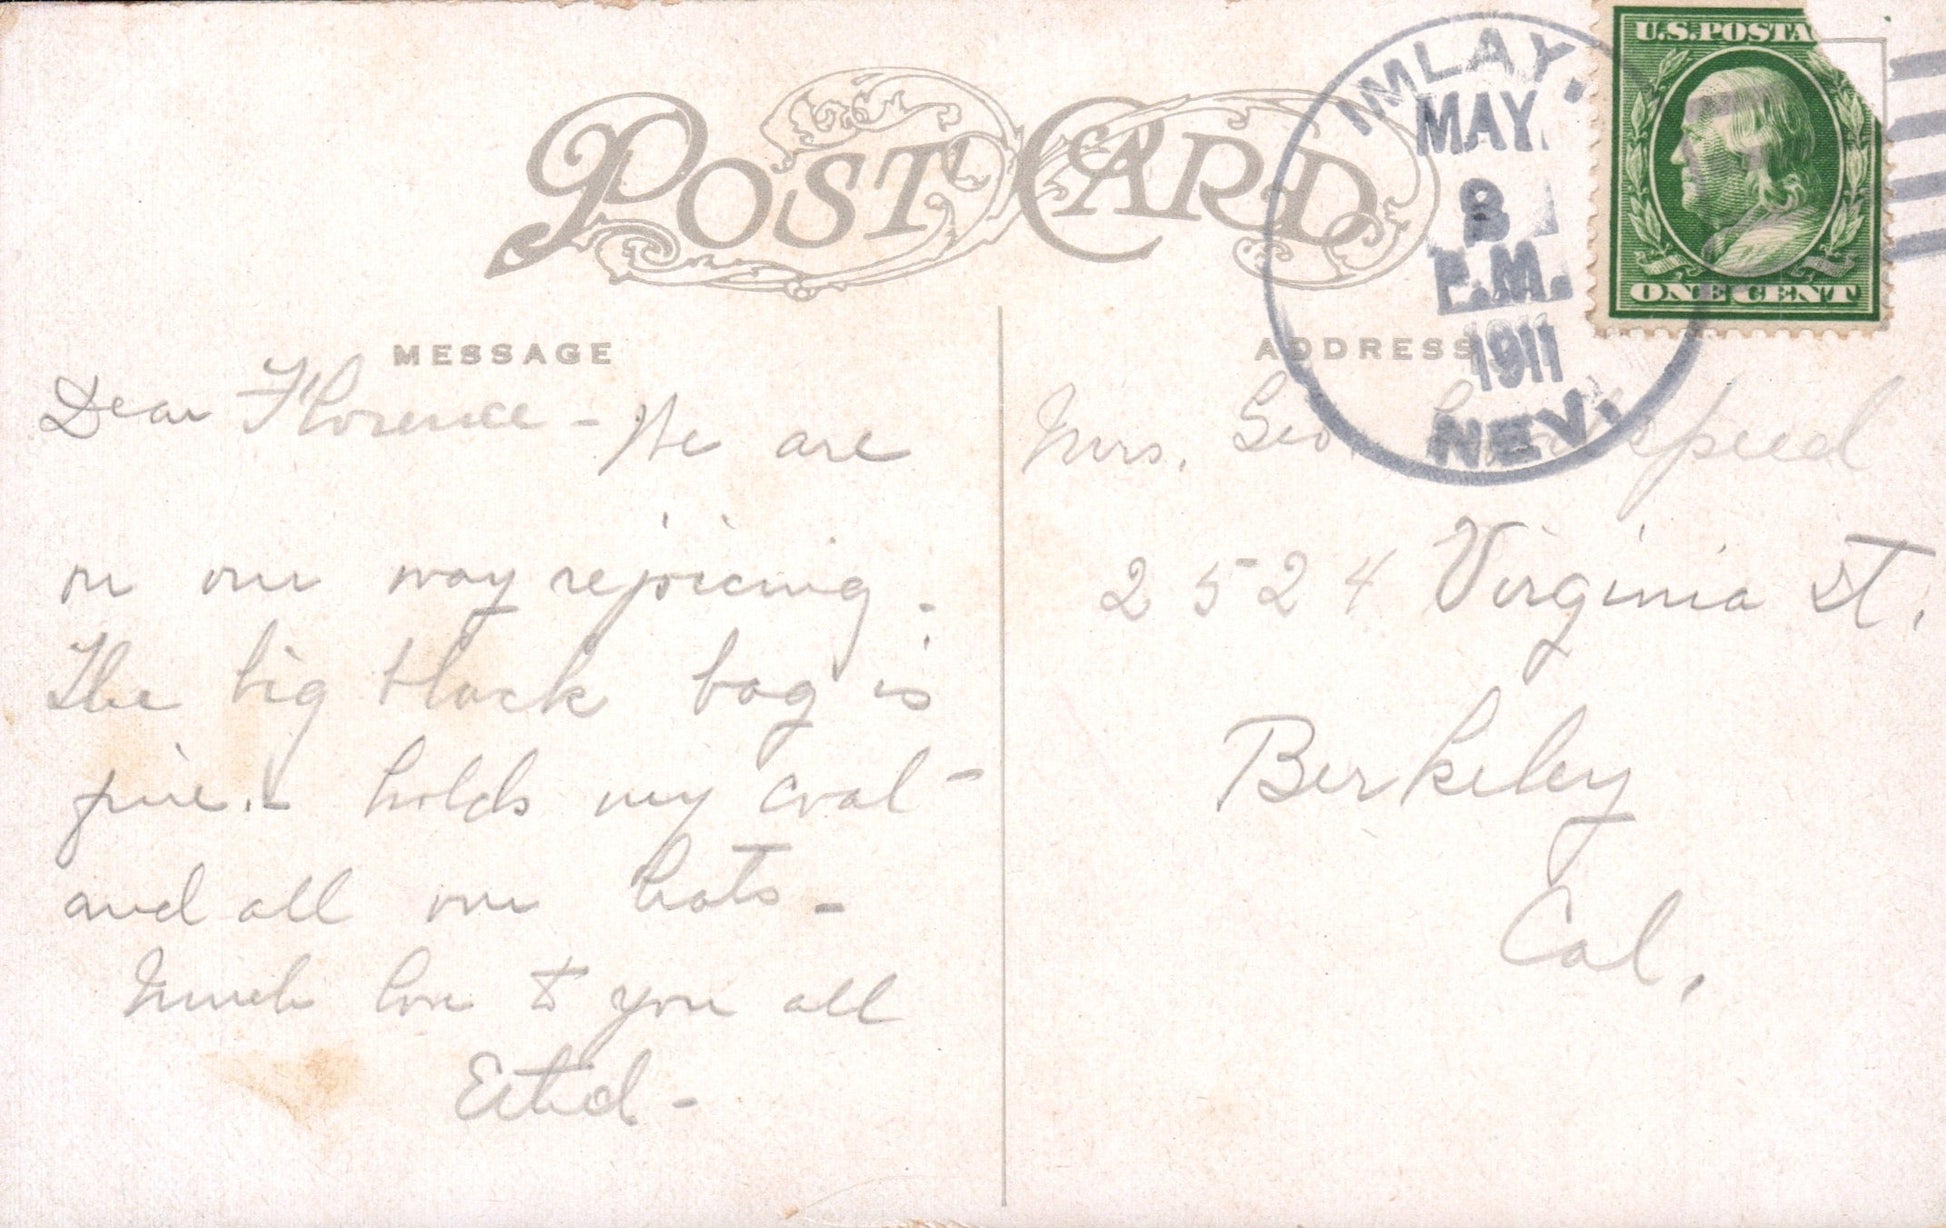 POST CARD
IMLAY.
MAY
8
P.M.
1911
NEV.
U.S. POSTA
ONE CENT
MESSAGE
Dear Florence - We are
on our way rejoicing.
The big black bag is
fine. - holds my coat -
and all our hats -
Much love to you all
ADDRESS
Mrs. Geo.
2524 Virginia St.
Berkeley
Cal.